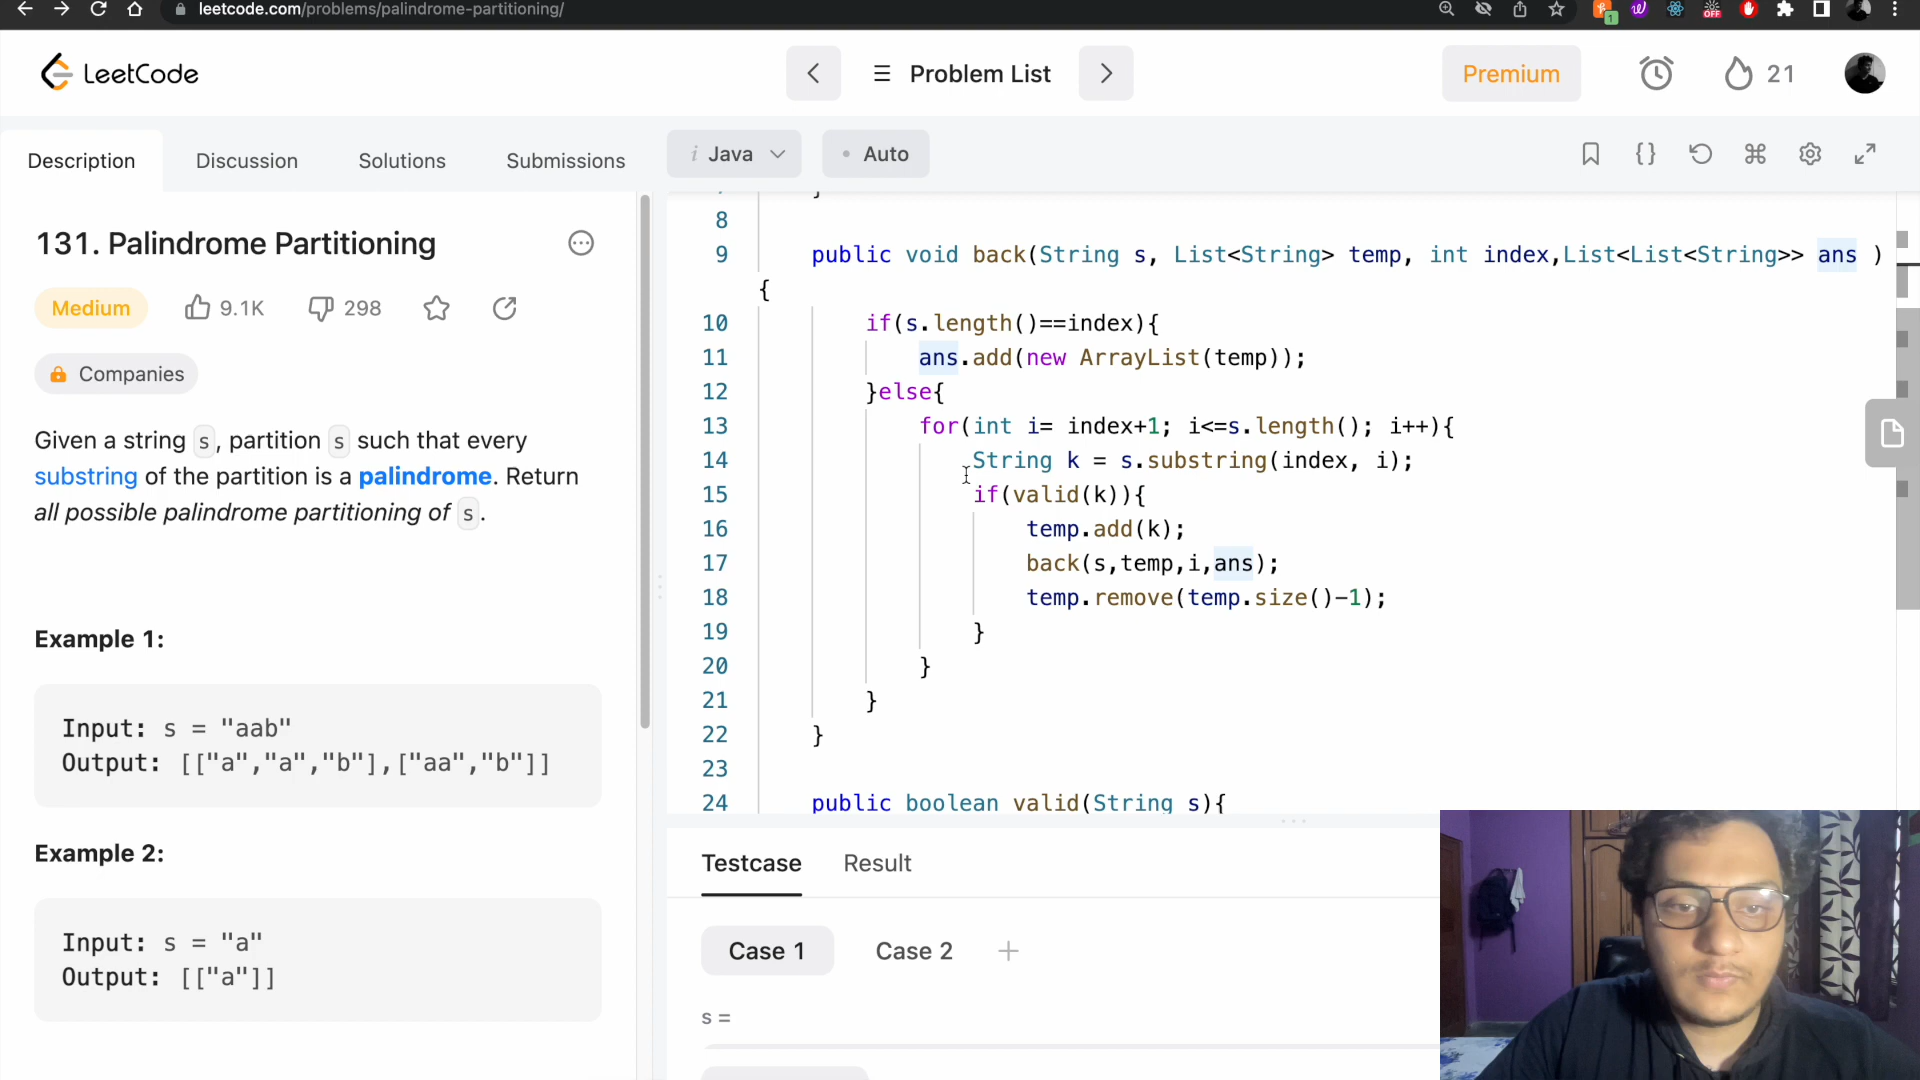 leetcode.com/problems/palindrome-partitioning/
1
OFF
LeetCode
Problem List
Premium
21
Description
Discussion
Solutions
Submissions
i Java
• Auto
131. Palindrome Partitioning
Medium
9.1K
298
Companies
Given a string s, partition s such that every
substring of the partition is a palindrome. Return
all possible palindrome partitioning of s.
Example 1:
Input: s = "aab"
Output: [["a","a","b"],["aa","b"]]
Example 2:
Input: s = "a"
Output: [["a"]]
8
9 public void back(String s, List<String> temp, int index,List<List<String>> ans )
{
10 if(s.length()==index){
11 ans.add(new ArrayList(temp));
12 }else{
13 for(int i= index+1; i<=s.length(); i++){
14 String k = s.substring(index, i);
15 if(valid(k)){
16 temp.add(k);
17 back(s,temp,i,ans);
18 temp.remove(temp.size()-1);
19 }
20 }
21 }
22 }
23
24 public boolean valid(String s){
Testcase
Result
Case 1
Case 2
+
s =